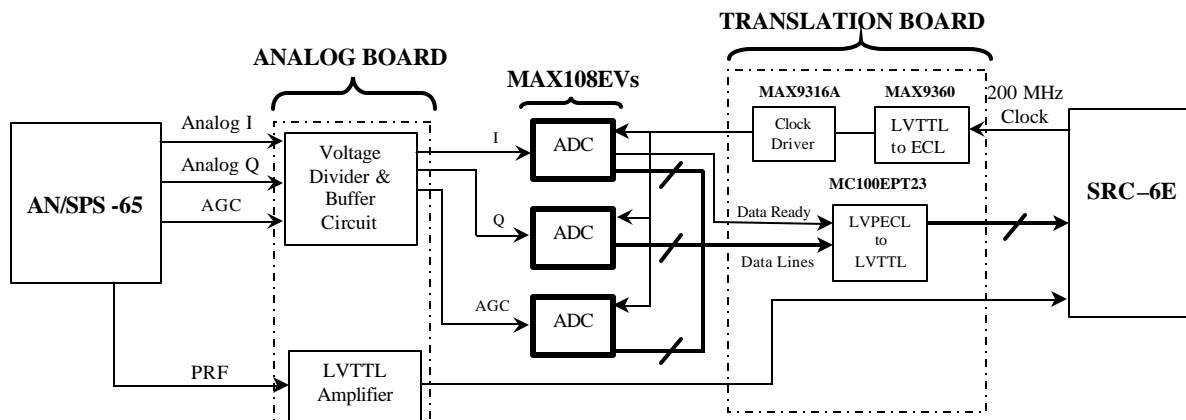 TRANSLATION BOARD
ANALOG BOARD
MAX108EVs
MAX9316A
MAX9360
200 MHz
Clock
Analog I
Analog Q
AGC
AN/SPS -65
Voltage
Divider &
Buffer
Circuit
I
Q
AGC
ADC
ADC
ADC
Clock
Driver
LVTTL
to ECL
MC100EPT23
Data Ready
Data Lines
LVPECL
to
LVTTL
SRC–6E
PRF
LVTTL
Amplifier